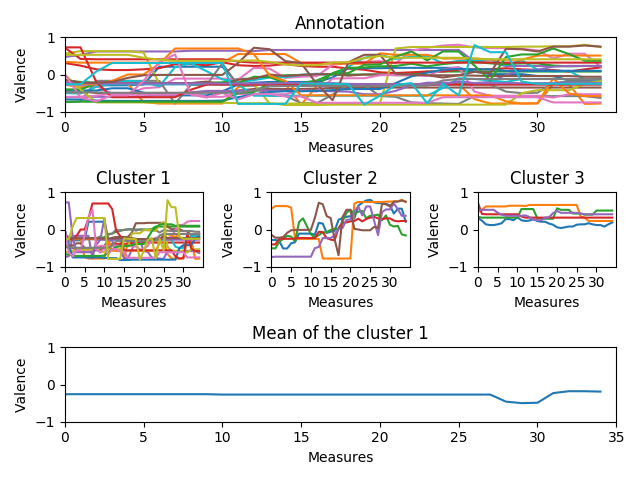 Annotation
Valence
1
0
−1
0 5 10 15 20 25 30
Measures
Cluster 1 Cluster 2 Cluster 3
Valence Valence Valence
1 1 1
0 0 0
−1 −1 −1
0 5 10 15 20 25 30 0 5 10 15 20 25 30 0 5 10 15 20 25 30
Measures Measures Measures
Mean of the cluster 1
Valence
1
0
−1
0 5 10 15 20 25 30 35
Measures